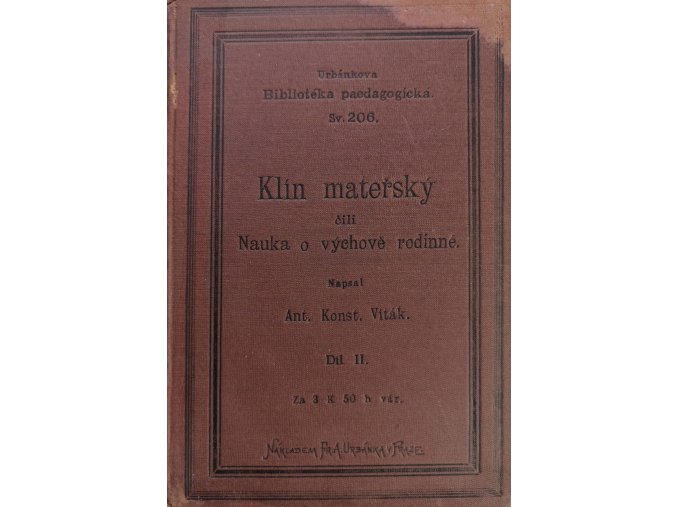 Urbánkova
Bibliotéka paedagogická.
Sv. 206.
Klín mateřský
čili
Nauka o výchově rodinné.
Napsal
Ant. Konst. Viták.
Díl II.
Za 3 K 50 h váz.
Nákladem Fr. A. Urbánka v Praze.